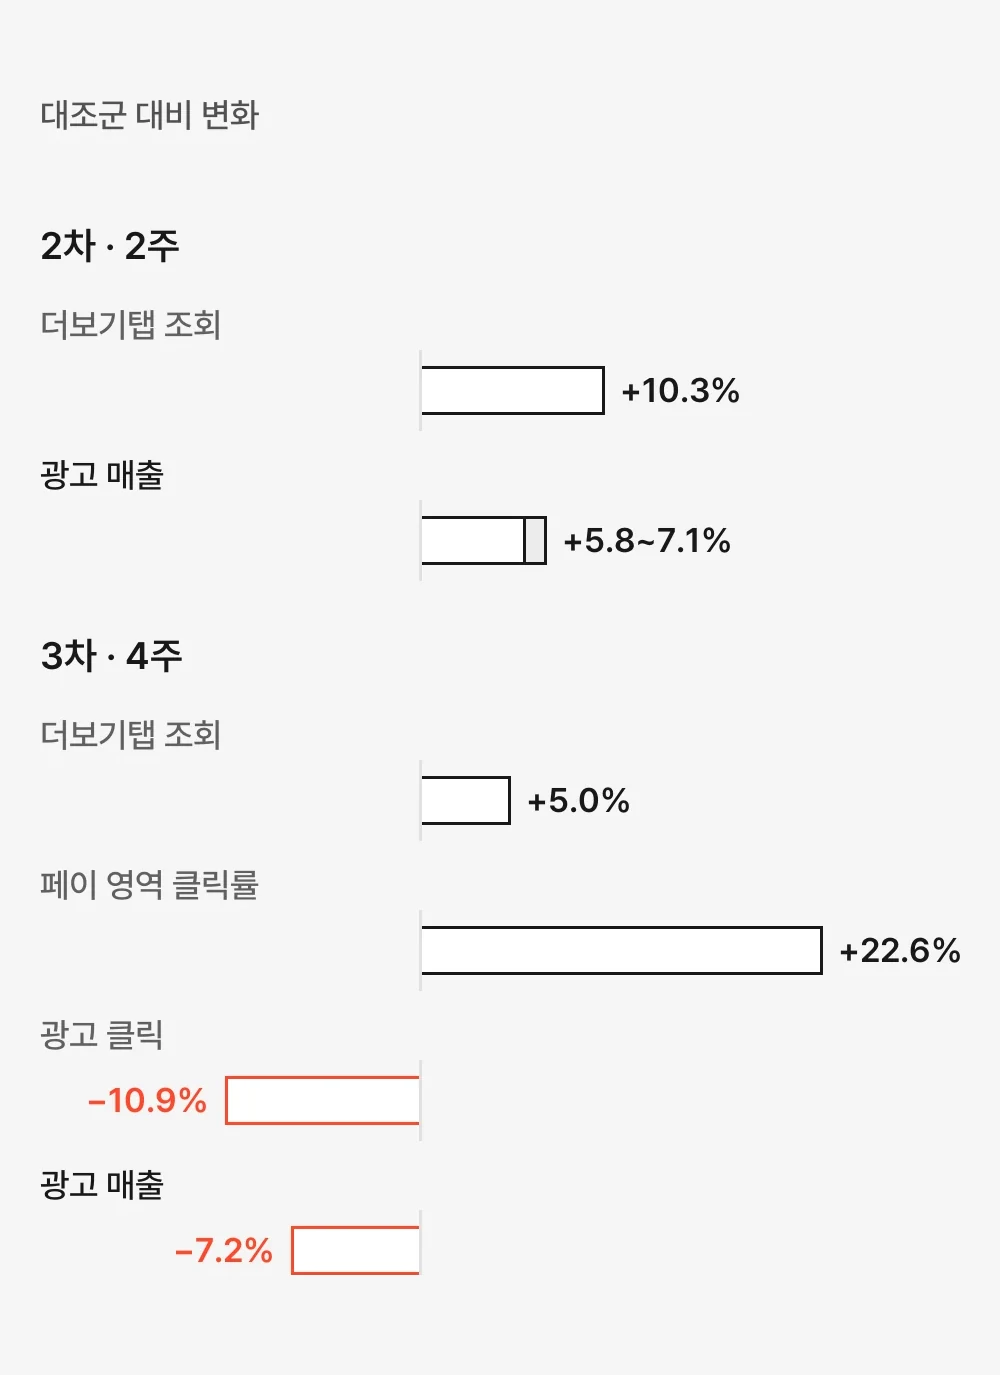 대조군 대비 변화
2차 · 2주
더보기탭 조회
+10.3%
광고 매출
+5.8~7.1%
3차 · 4주
더보기탭 조회
+5.0%
페이 영역 클릭률
+22.6%
광고 클릭
−10.9%
광고 매출
−7.2%